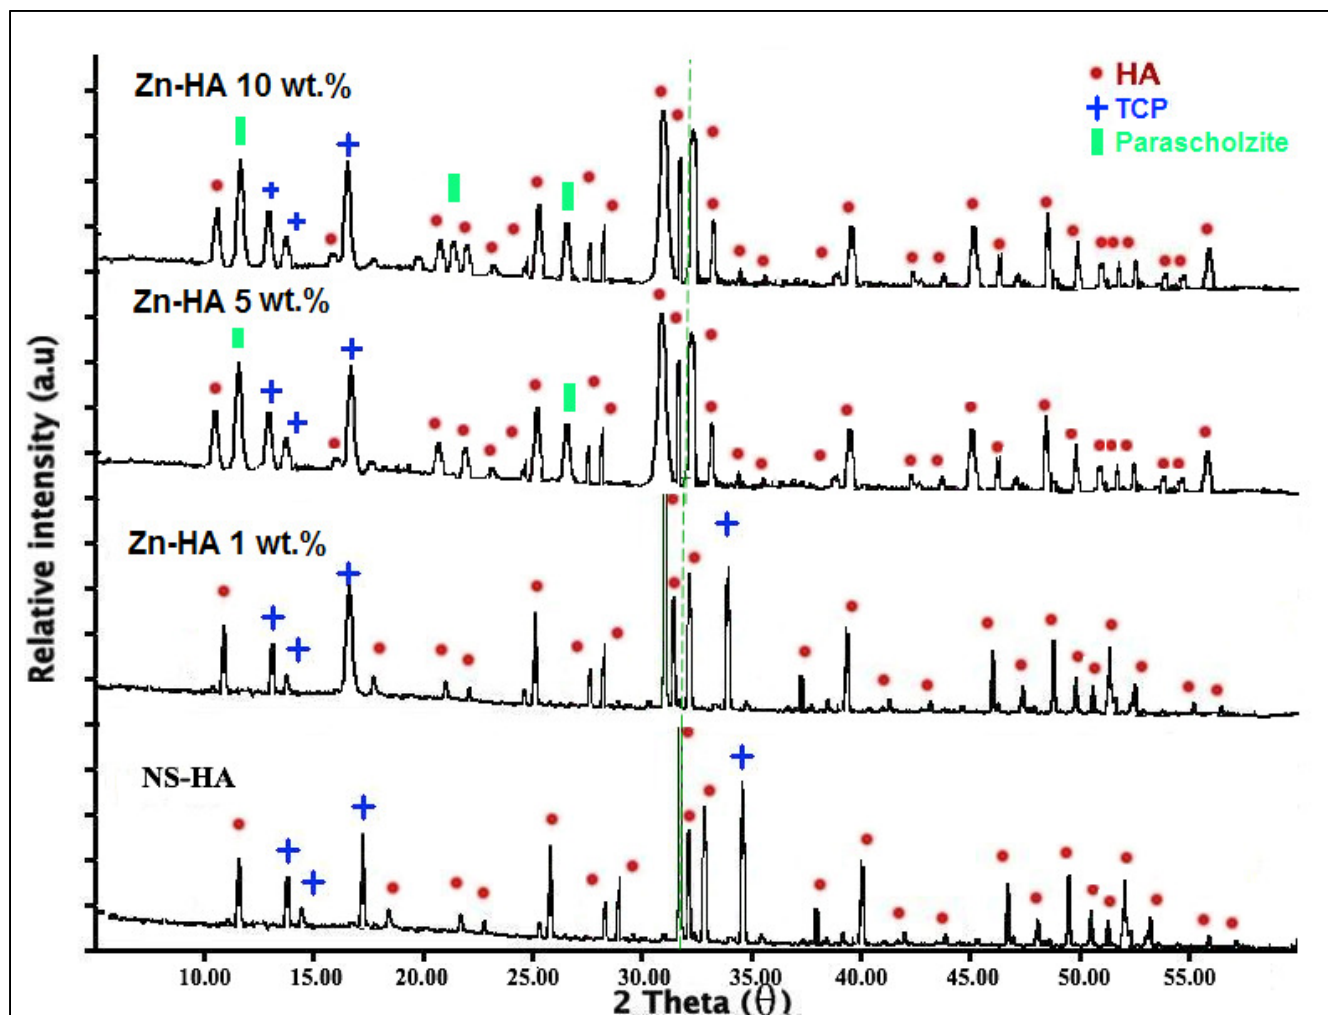 Zn-HA 10 wt.%
HA
TCP
Parascholzite
Zn-HA 5 wt.%
Zn-HA 1 wt.%
NS-HA
Relative intensity (a.u)
10.00 15.00 20.00 25.00 30.00 35.00 40.00 45.00 50.00 55.00
2 Theta (θ)